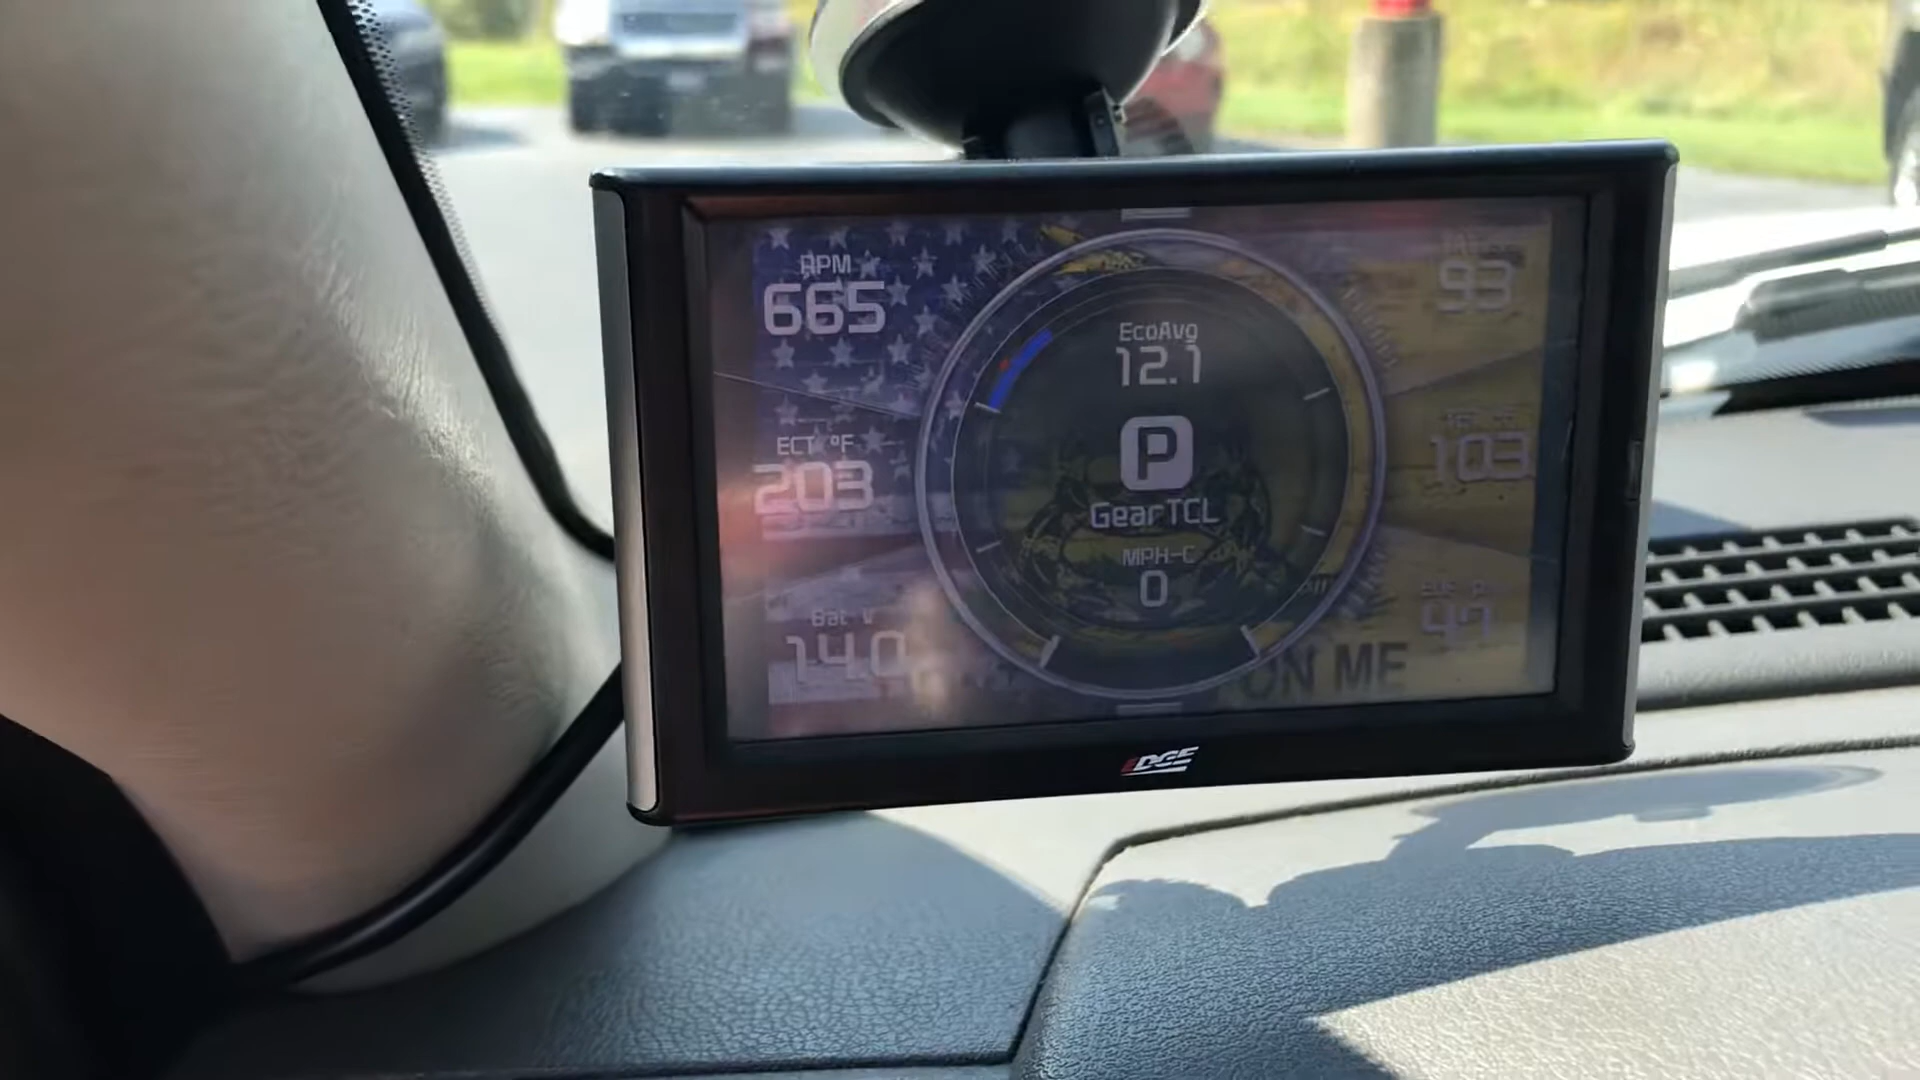 RPM
665
ECT °F
203
Bat V
14.0
EcoAvg
12.1
P
GearTCL
MPH-C
0
93
103
47
ON ME
EDGE